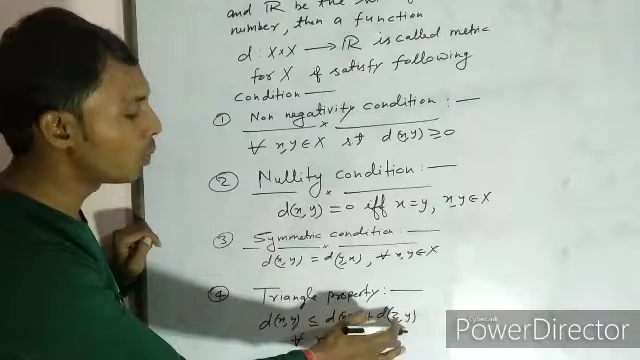 and ℝ be the
number, then a function
d : X×X → ℝ is called metric
for X if satisfy following
condition —
① Non negativity condition : —
∀ x, y ∈ X s.t d(x,y) ≥ 0
② Nullity condition : —
d(x,y) = 0 iff x = y, x, y ∈ X
③ Symmetric condition : —
d(x,y) = d(y,x), ∀ x, y ∈ X
④ Triangle property : —
d(x,y) ≤ d( + d(z,y)
∀
CyberLink
PowerDirector